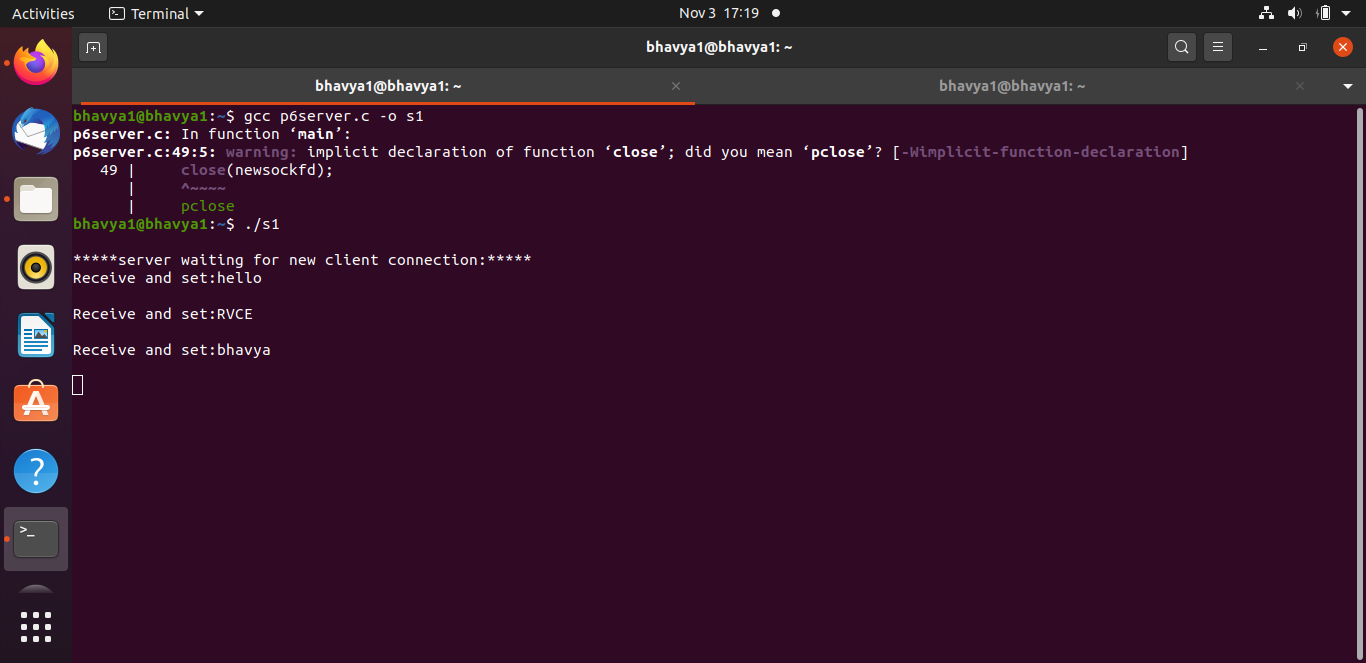 Activities Terminal Nov 3 17:19
bhavya1@bhavya1: ~
bhavya1@bhavya1: ~ bhavya1@bhavya1: ~
bhavya1@bhavya1:~$ gcc p6server.c -o s1
p6server.c: In function ‘main’:
p6server.c:49:5: warning: implicit declaration of function ‘close’; did you mean ‘pclose’? [-Wimplicit-function-declaration]
   49 |     close(newsockfd);
      |     ^~~~~
      |     pclose
bhavya1@bhavya1:~$ ./s1
*****server waiting for new client connection:*****
Receive and set:hello
Receive and set:RVCE
Receive and set:bhavya